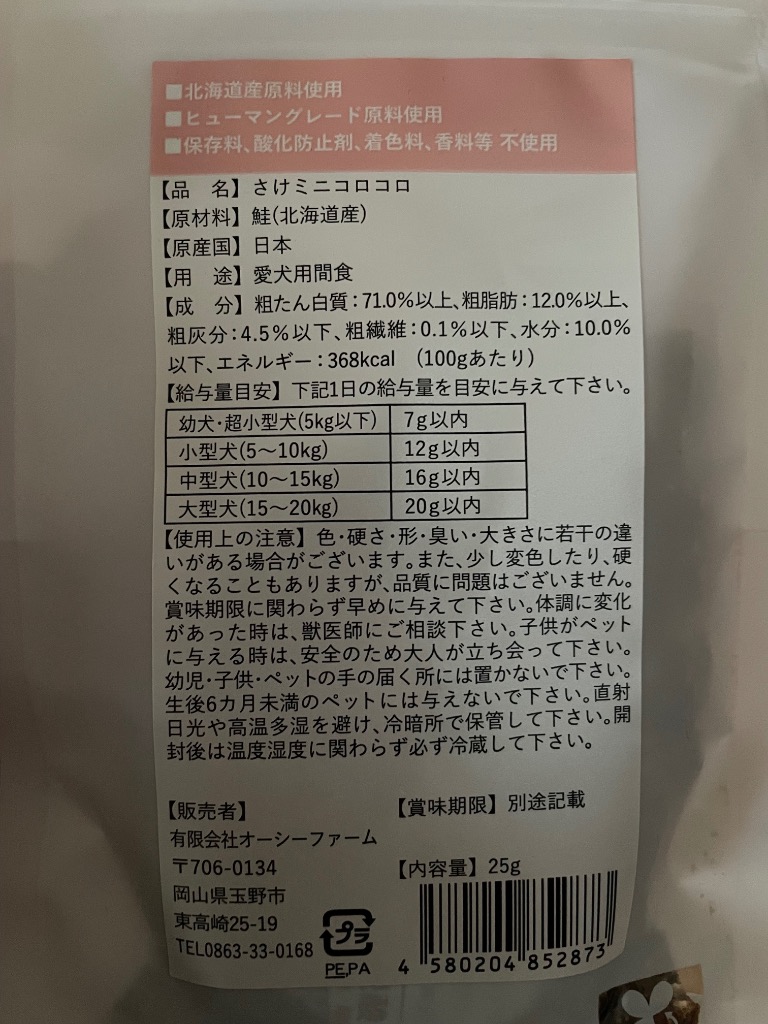 ■北海道産原料使用
■ヒューマングレード原料使用
■保存料、酸化防止剤、着色料、香料等 不使用
【品　名】さけミニコロコロ
【原材料】鮭(北海道産)
【原産国】日本
【用　途】愛犬用間食
【成　分】粗たん白質：71.0%以上、粗脂肪：12.0%以上、
粗灰分：4.5%以下、粗繊維：0.1%以下、水分：10.0%
以下、エネルギー：368kcal （100gあたり）
【給与量目安】下記1日の給与量を目安に与えて下さい。
幼犬・超小型犬(5kg以下) 7g以内
小型犬(5〜10kg) 12g以内
中型犬(10〜15kg) 16g以内
大型犬(15〜20kg) 20g以内
【使用上の注意】色・硬さ・形・臭い・大きさに若干の違
いがある場合がございます。また、少し変色したり、硬
くなることもありますが、品質に問題はございません。
賞味期限に関わらず早めに与えて下さい。体調に変化
があった時は、獣医師にご相談下さい。子供がペット
に与える時は、安全のため大人が立ち会って下さい。
幼児・子供・ペットの手の届く所には置かないで下さい。
生後6カ月未満のペットには与えないで下さい。直射
日光や高温多湿を避け、冷暗所で保管して下さい。開
封後は温度湿度に関わらず必ず冷蔵して下さい。
【販売者】
有限会社オーシーファーム
〒706-0134
岡山県玉野市
東高崎25-19
TEL0863-33-0168
【賞味期限】別途記載
【内容量】25g
プラ
PE,PA
4 580204 852873